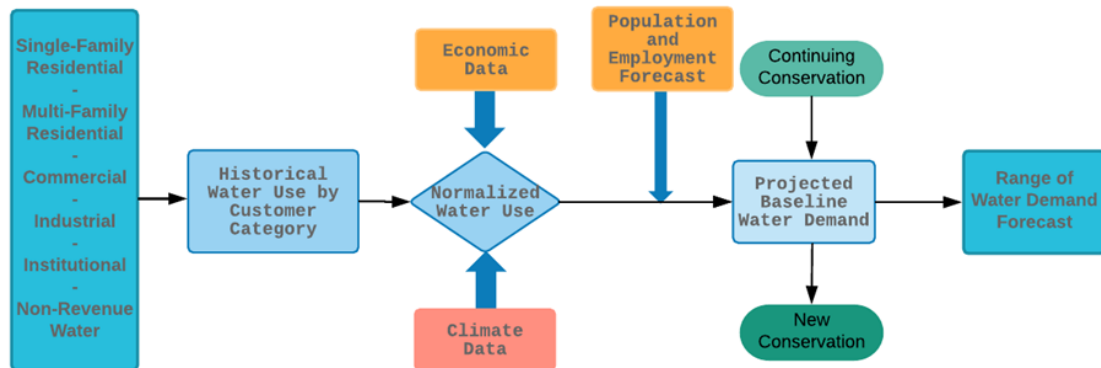 Single-Family
Residential
-
Multi-Family
Residential
-
Commercial
-
Industrial
-
Institutional
-
Non-Revenue
Water
Historical
Water Use by
Customer
Category
Economic
Data
Normalized
Water Use
Climate
Data
Population
and
Employment
Forecast
Continuing
Conservation
Projected
Baseline
Water Demand
New
Conservation
Range of
Water Demand
Forecast